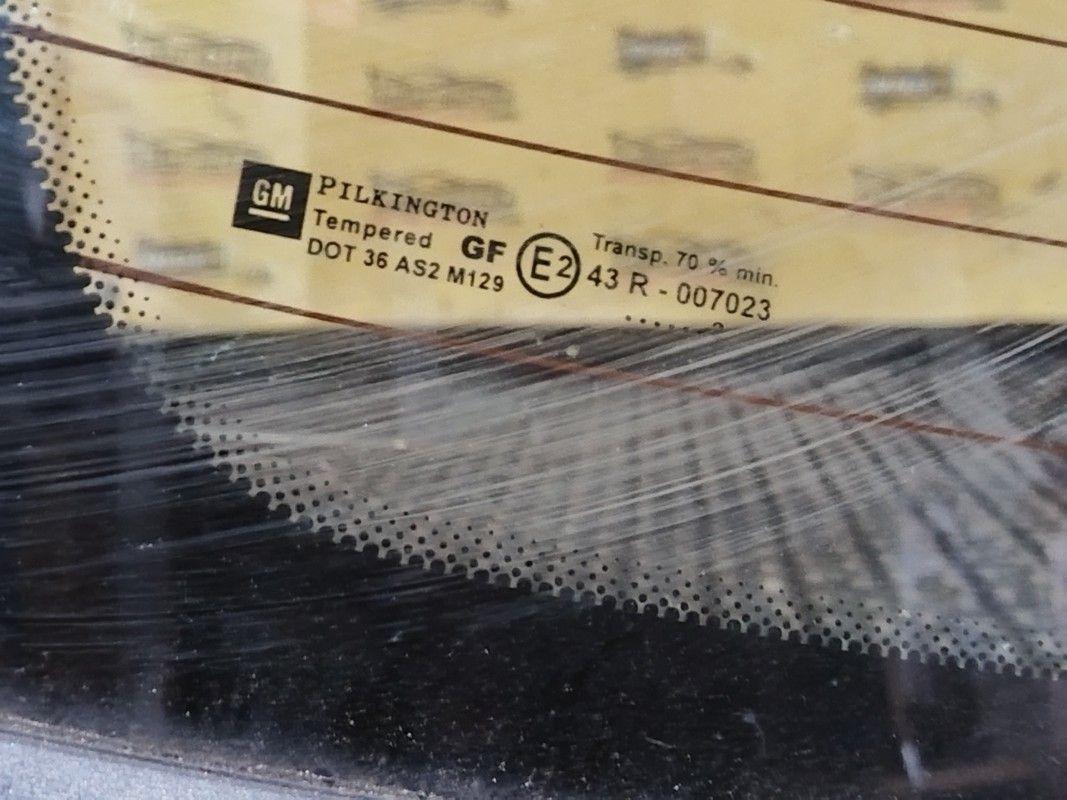 GM
PILKINGTON
Tempered GF
DOT 36 AS2 M129
E2
Transp. 70 % min.
43 R - 007023